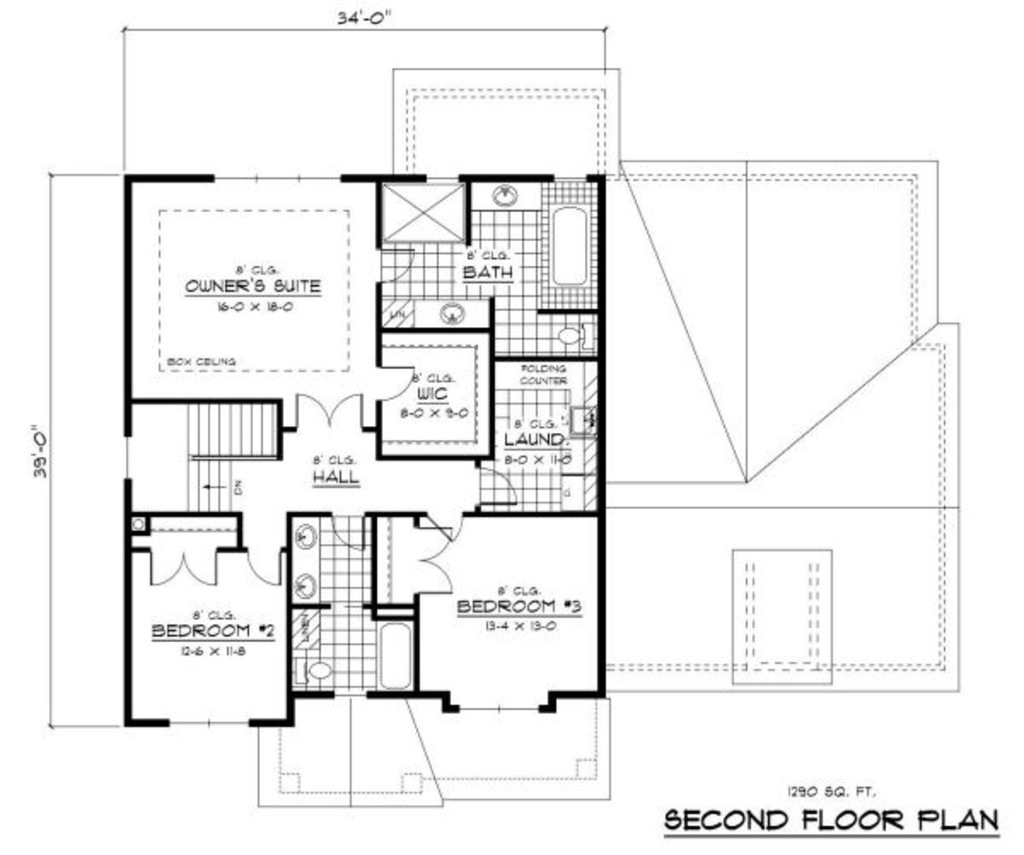 34'-0"
39'-0"
8' CLG.
OWNER'S SUITE
16-0 X 18-0
BOX CEILING
8' CLG.
BATH
LIN
8' CLG.
WIC
8-0 X 9-0
FOLDING
COUNTER
8' CLG.
LAUND.
8-0 X 11-0
D.
8' CLG.
HALL
DN
8' CLG.
BEDROOM #2
12-6 X 11-8
LINEN
8' CLG.
BEDROOM #3
13-4 X 13-0
1290 SQ. FT.
SECOND FLOOR PLAN